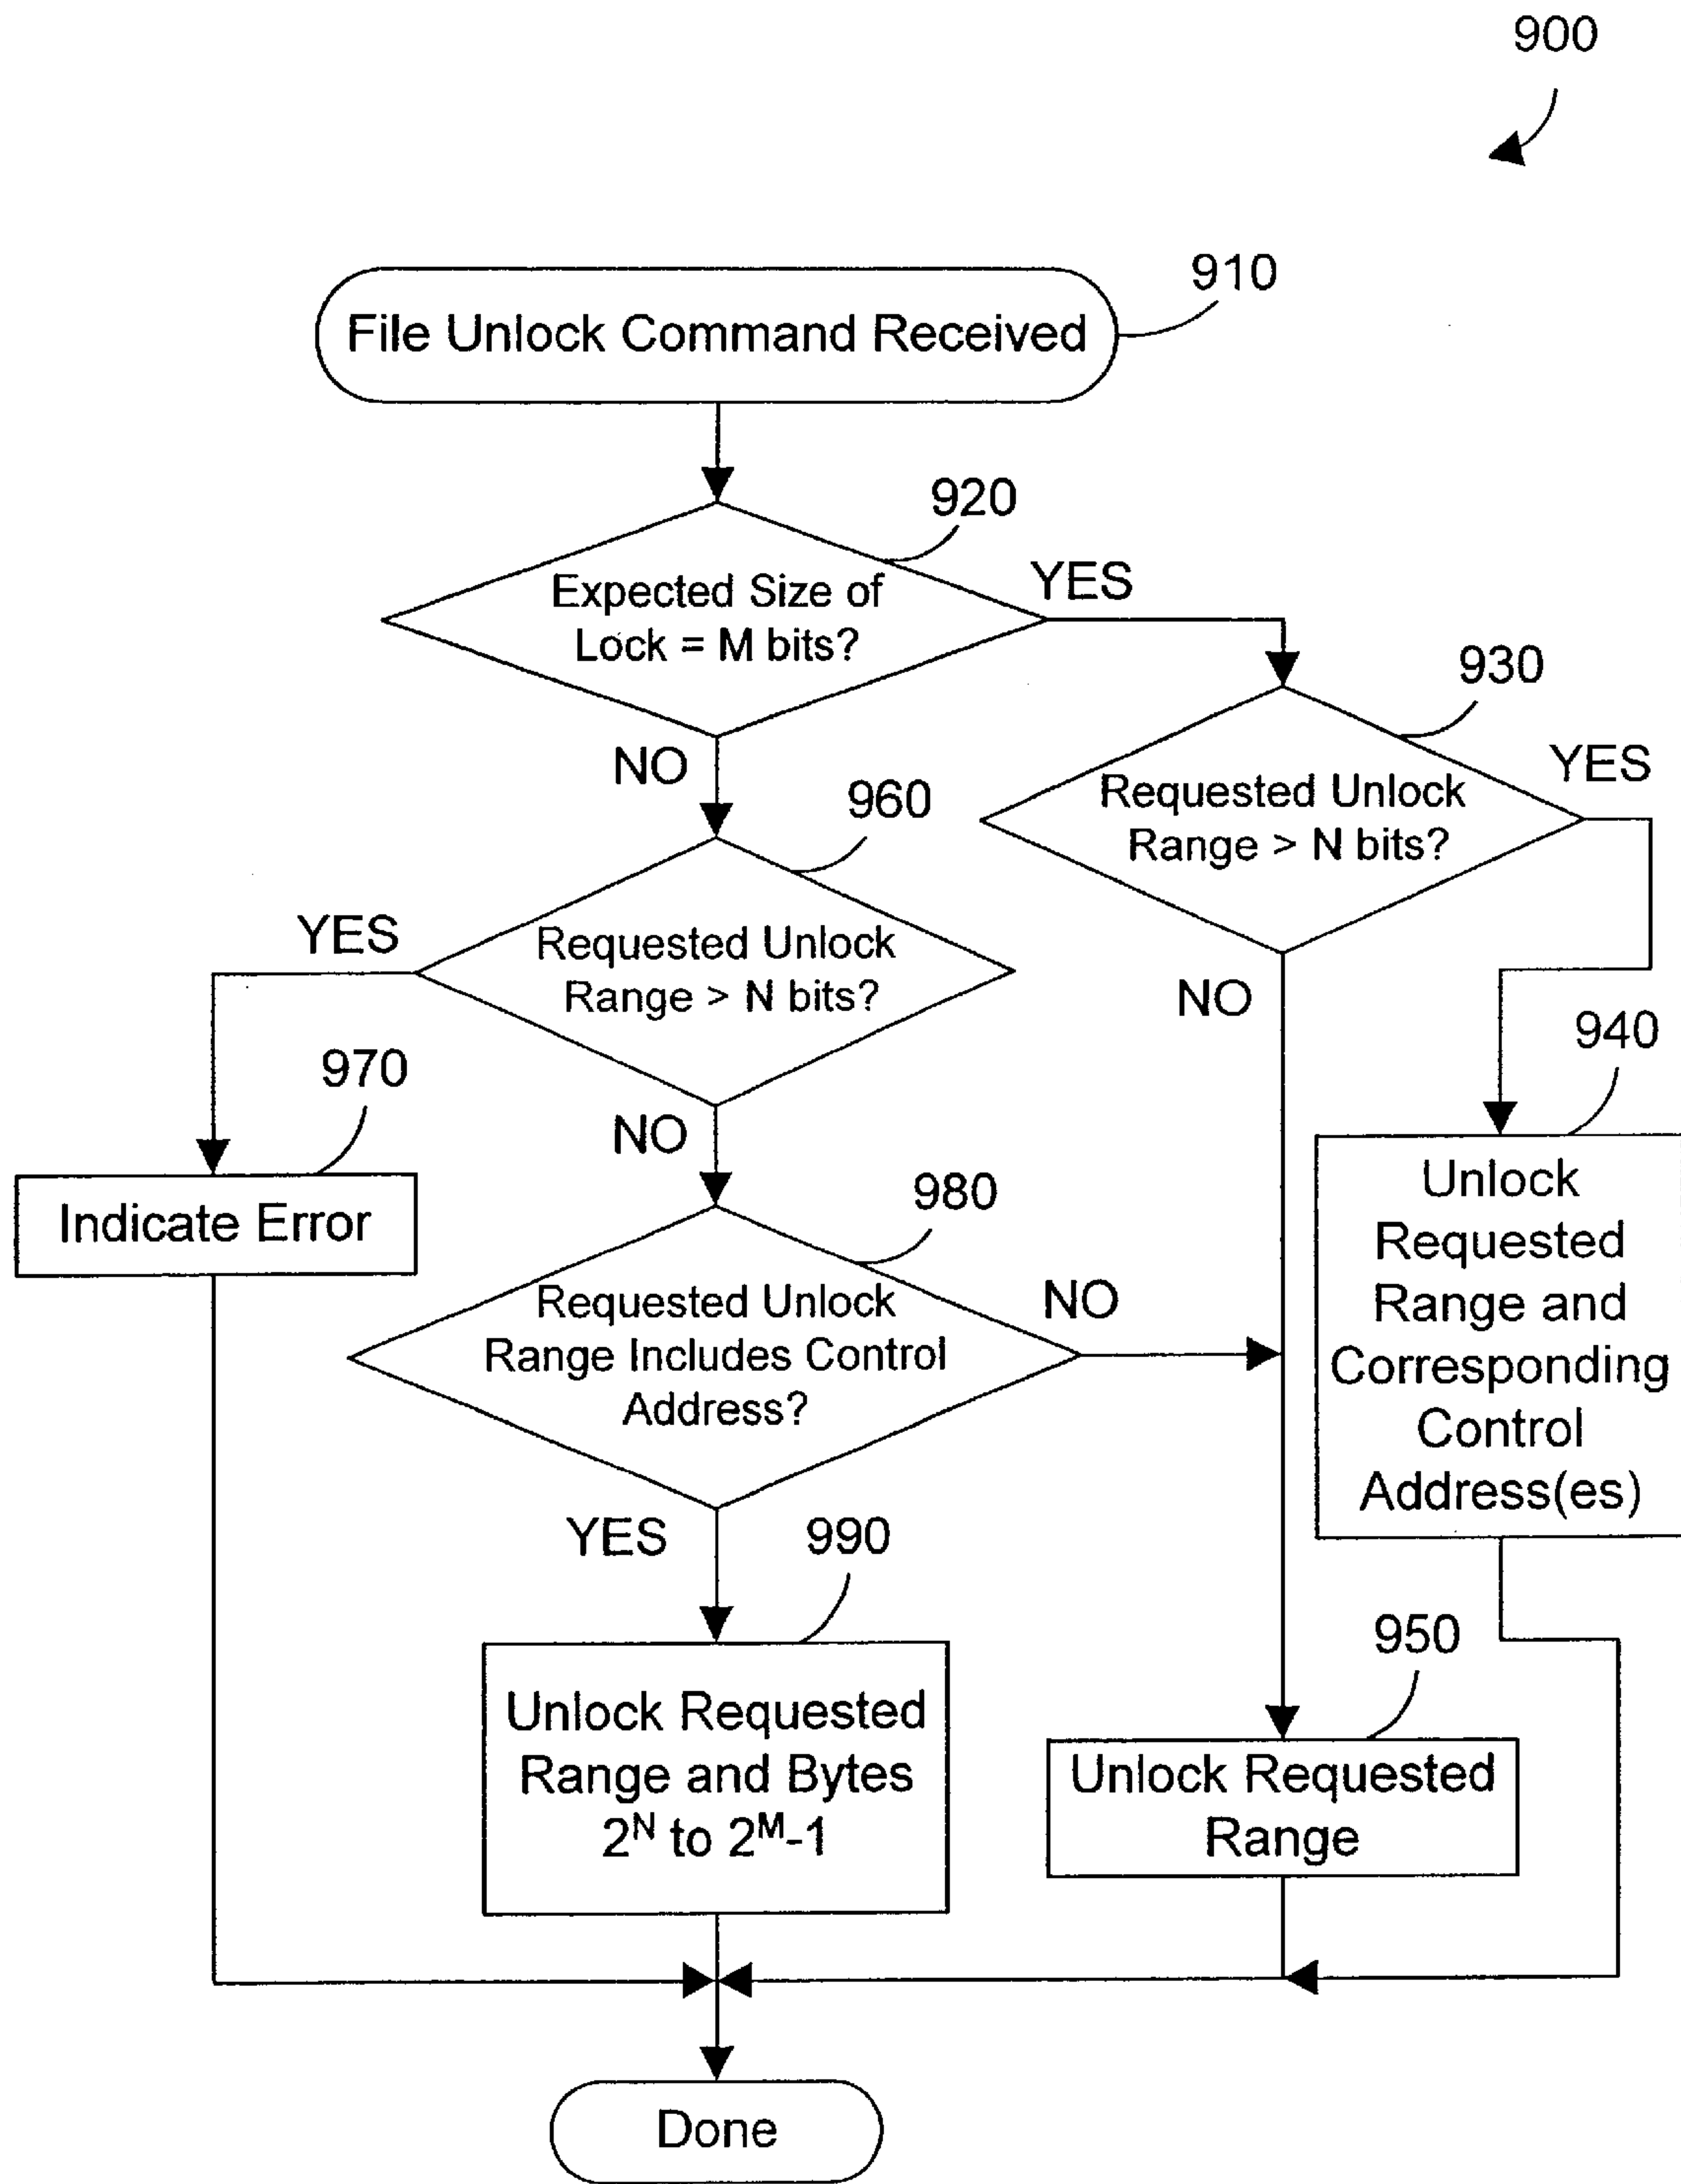 900
910
File Unlock Command Received
920
Expected Size of
Lock = M bits?
YES
NO
930
Requested Unlock
Range > N bits?
YES
NO
960
Requested Unlock
Range > N bits?
YES
NO
940
Unlock
Requested
Range and
Corresponding
Control
Address(es)
970
Indicate Error
980
Requested Unlock
Range Includes Control
Address?
NO
YES
990
Unlock Requested
Range and Bytes
2^N to 2^M-1
950
Unlock Requested
Range
Done